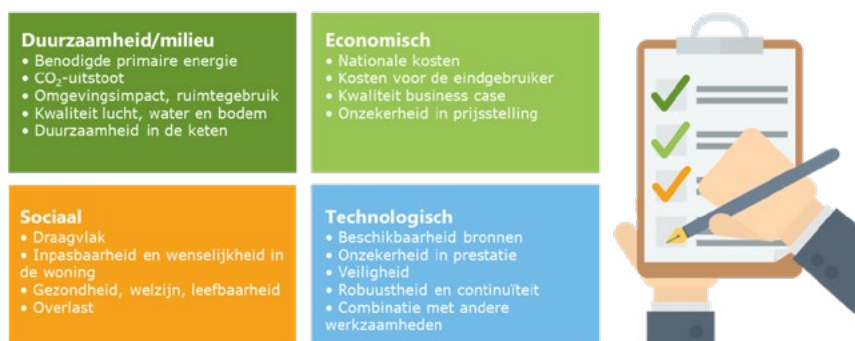 Duurzaamheid/milieu
• Benodigde primaire energie
• CO₂-uitstoot
• Omgevingsimpact, ruimtegebruik
• Kwaliteit lucht, water en bodem
• Duurzaamheid in de keten
Economisch
• Nationale kosten
• Kosten voor de eindgebruiker
• Kwaliteit business case
• Onzekerheid in prijsstelling
Sociaal
• Draagvlak
• Inpasbaarheid en wenselijkheid in
de woning
• Gezondheid, welzijn, leefbaarheid
• Overlast
Technologisch
• Beschikbaarheid bronnen
• Onzekerheid in prestatie
• Veiligheid
• Robuustheid en continuïteit
• Combinatie met andere
werkzaamheden